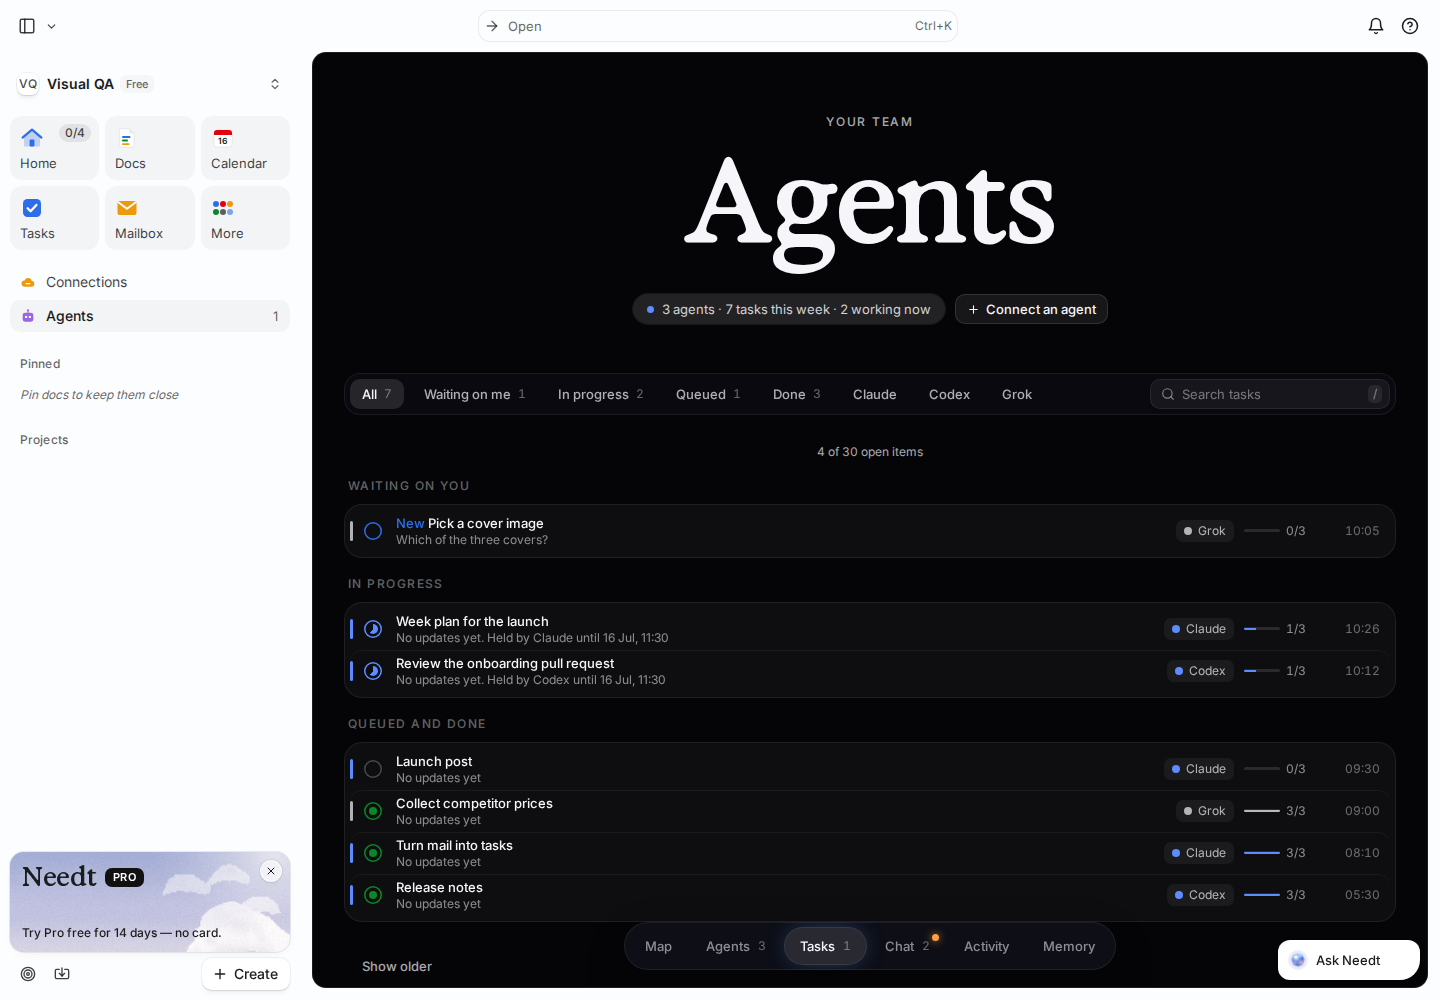 Open
Ctrl+K
VQ Visual QA Free
Home 0/4
Docs
16
Calendar
Tasks
Mailbox
More
Connections
Agents 1
Pinned
Pin docs to keep them close
Projects
Needt PRO
Try Pro free for 14 days — no card.
Create
YOUR TEAM
Agents
3 agents · 7 tasks this week · 2 working now
Connect an agent
All 7 Waiting on me 1 In progress 2 Queued 1 Done 3 Claude Codex Grok
Search tasks /
4 of 30 open items
WAITING ON YOU
New Pick a cover image
Which of the three covers?
Grok 0/3 10:05
IN PROGRESS
Week plan for the launch
No updates yet. Held by Claude until 16 Jul, 11:30
Claude 1/3 10:26
Review the onboarding pull request
No updates yet. Held by Codex until 16 Jul, 11:30
Codex 1/3 10:12
QUEUED AND DONE
Launch post
No updates yet
Claude 0/3 09:30
Collect competitor prices
No updates yet
Grok 3/3 09:00
Turn mail into tasks
No updates yet
Claude 3/3 08:10
Release notes
No updates yet
Codex 3/3 05:30
Show older
Map Agents 3 Tasks 1 Chat 2 Activity Memory
Ask Needt